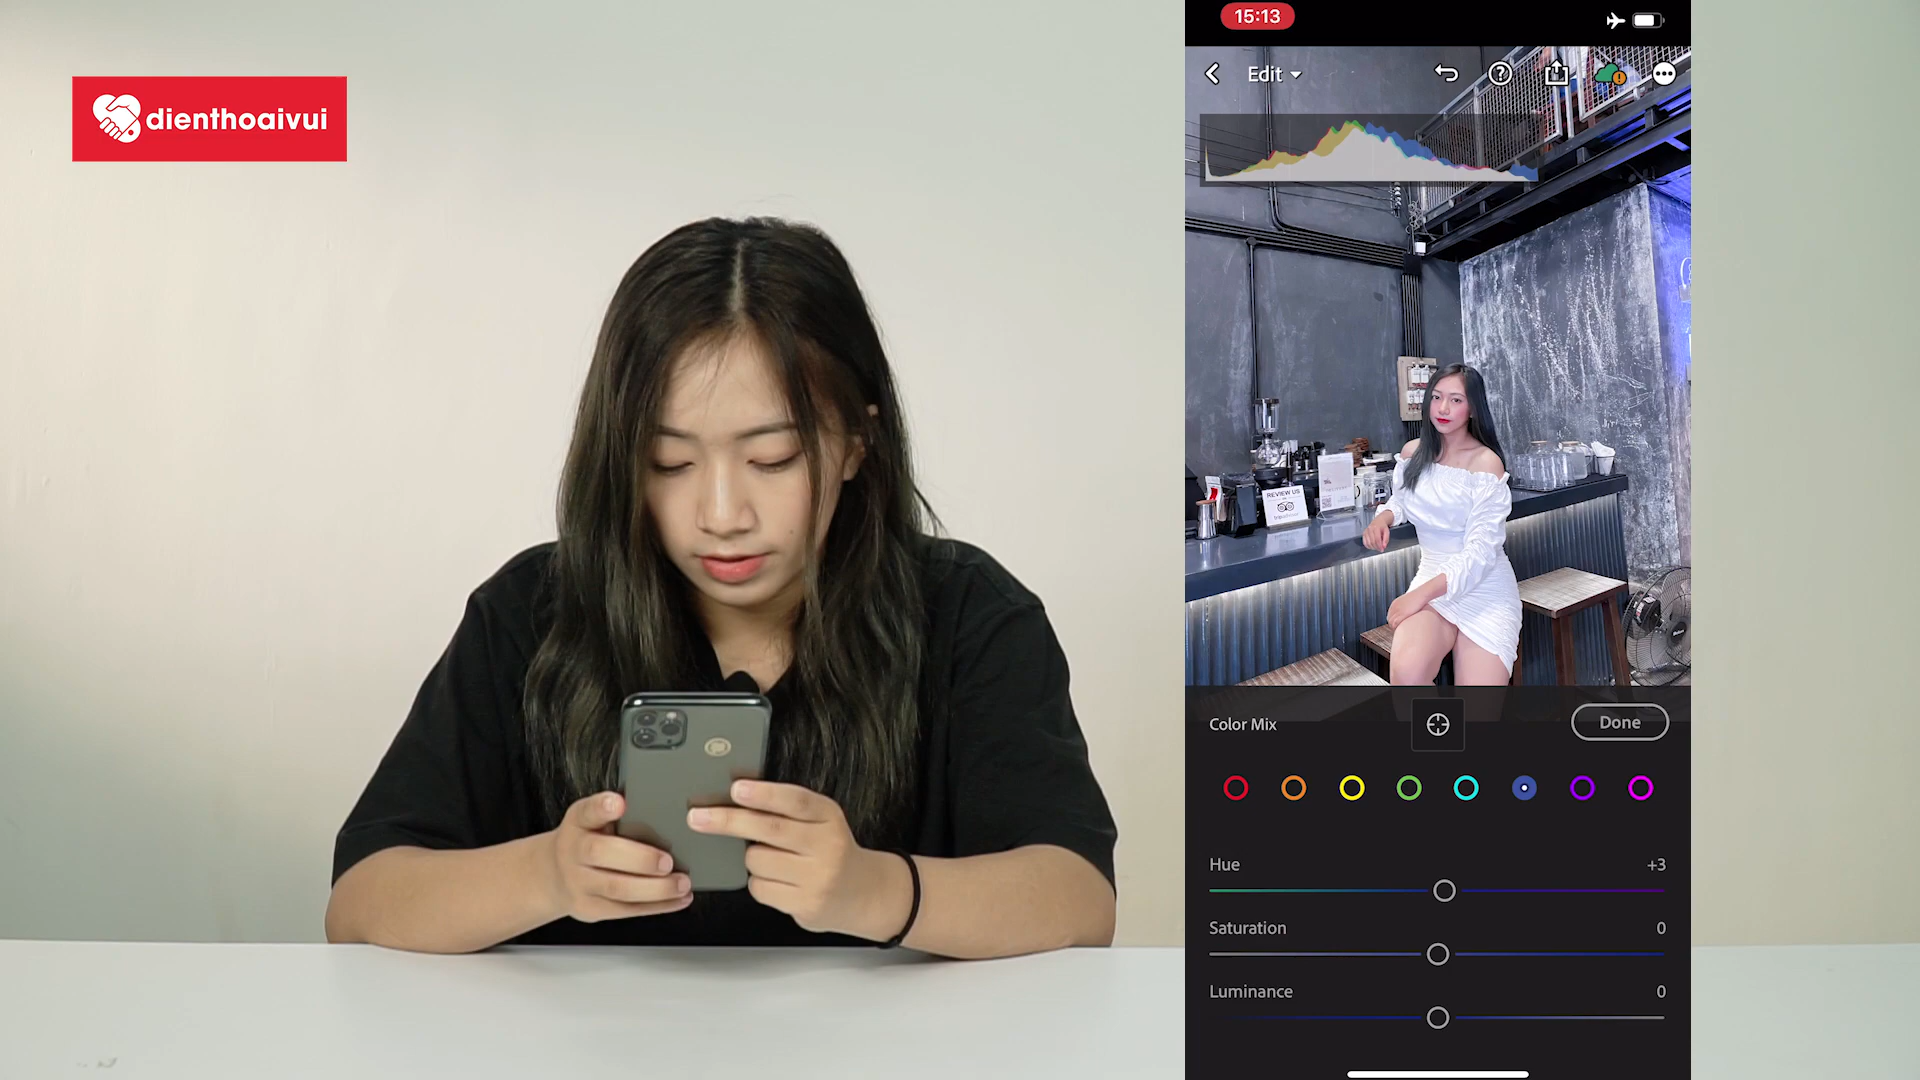 dienthoaivui
15:13
Edit
REVIEW US
Color Mix
Done
Hue
+3
Saturation
0
Luminance
0